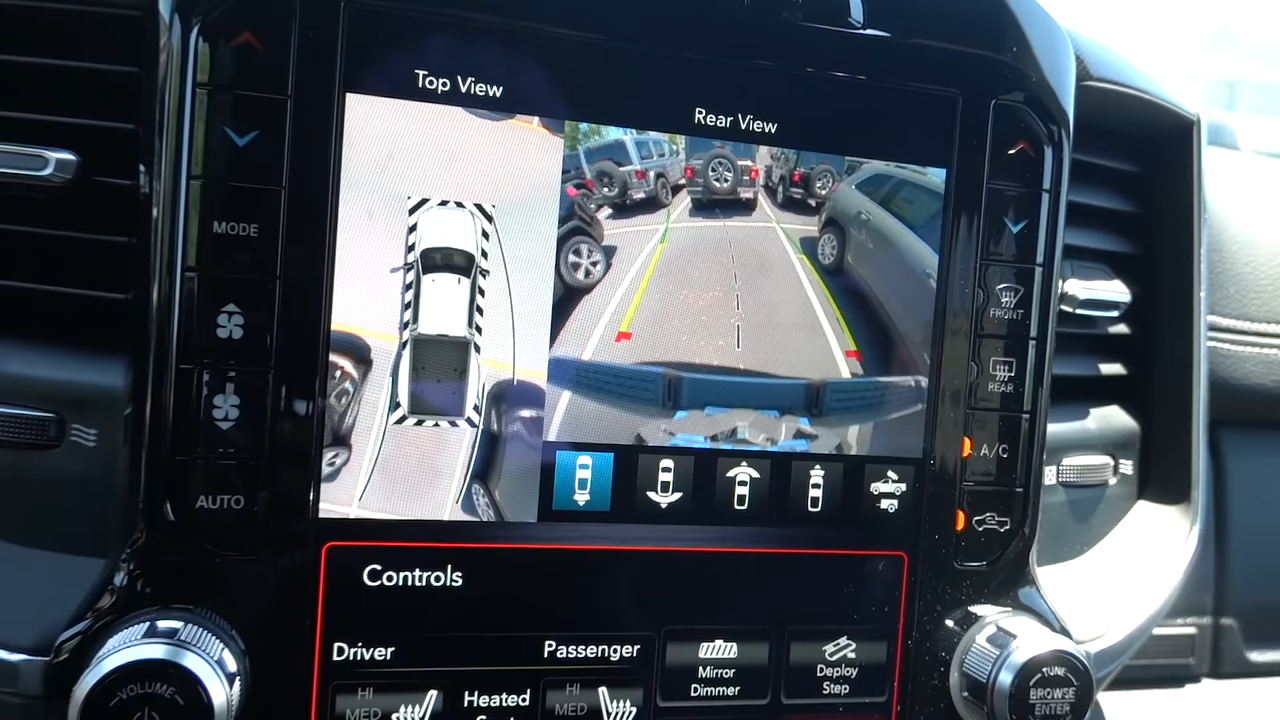 Top View
Rear View
MODE
FRONT
REAR
A/C
AUTO
Controls
Driver
Passenger
Mirror
Dimmer
Deploy
Step
HI
MED
Heated
HI
MED
VOLUME
TUNE
BROWSE
ENTER